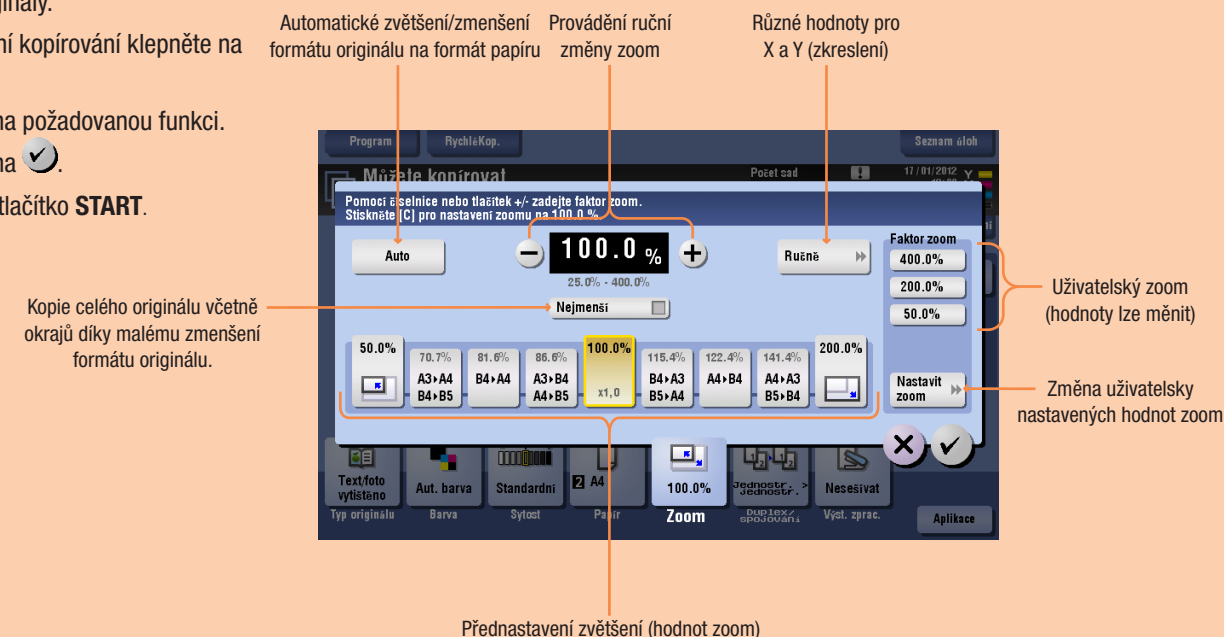 ginály.
ní kopírování klepněte na
na požadovanou funkci.
na
tlačítko START.
Automatické zvětšení/zmenšení
formátu originálu na formát papíru
Provádění ruční
změny zoom
Různé hodnoty pro
X a Y (zkreslení)
Program
RychléKop.
Seznam úloh
Můžete kopírovat
Počet sad
17/01/2012
Y
Pomocí číselnice nebo tlačítek +/- zadejte faktor zoom.
Stiskněte [C] pro nastavení zoomu na 100.0 %.
Auto
100.0 %
25.0% - 400.0%
Ručně
Nejmenší
Faktor zoom
400.0%
200.0%
50.0%
Kopie celého originálu včetně
okrajů díky malému zmenšení
formátu originálu.
Uživatelský zoom
(hodnoty lze měnit)
50.0%
70.7%
A3▸A4
B4▸B5
81.6%
B4▸A4
86.6%
A3▸B4
A4▸B5
100.0%
x1,0
115.4%
B4▸A3
B5▸A4
122.4%
A4▸B4
141.4%
A4▸A3
B5▸B4
200.0%
Nastavit
zoom
Změna uživatelsky
nastavených hodnot zoom
Text/foto
vytištěno
Aut. barva
Standardní
2 A4
100.0%
Jednostr. >
Jednostr.
Nesešívat
Typ originálu
Barva
Sytost
Papír
Zoom
Duplex/
spojování
Výst. zprac.
Aplikace
Přednastavení zvětšení (hodnot zoom)